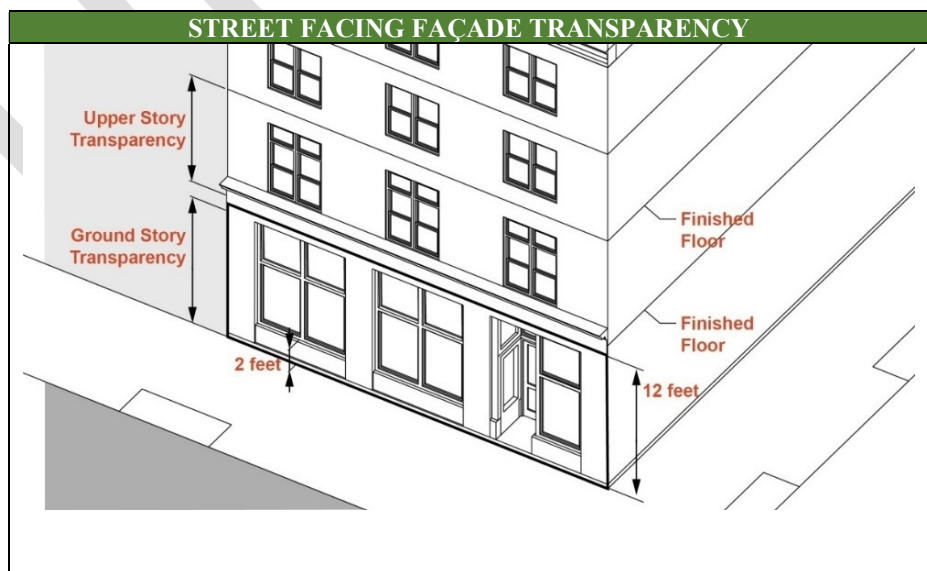 STREET FACING FAÇADE TRANSPARENCY
Upper Story
Transparency
Ground Story
Transparency
Finished
Floor
Finished
Floor
2 feet
12 feet